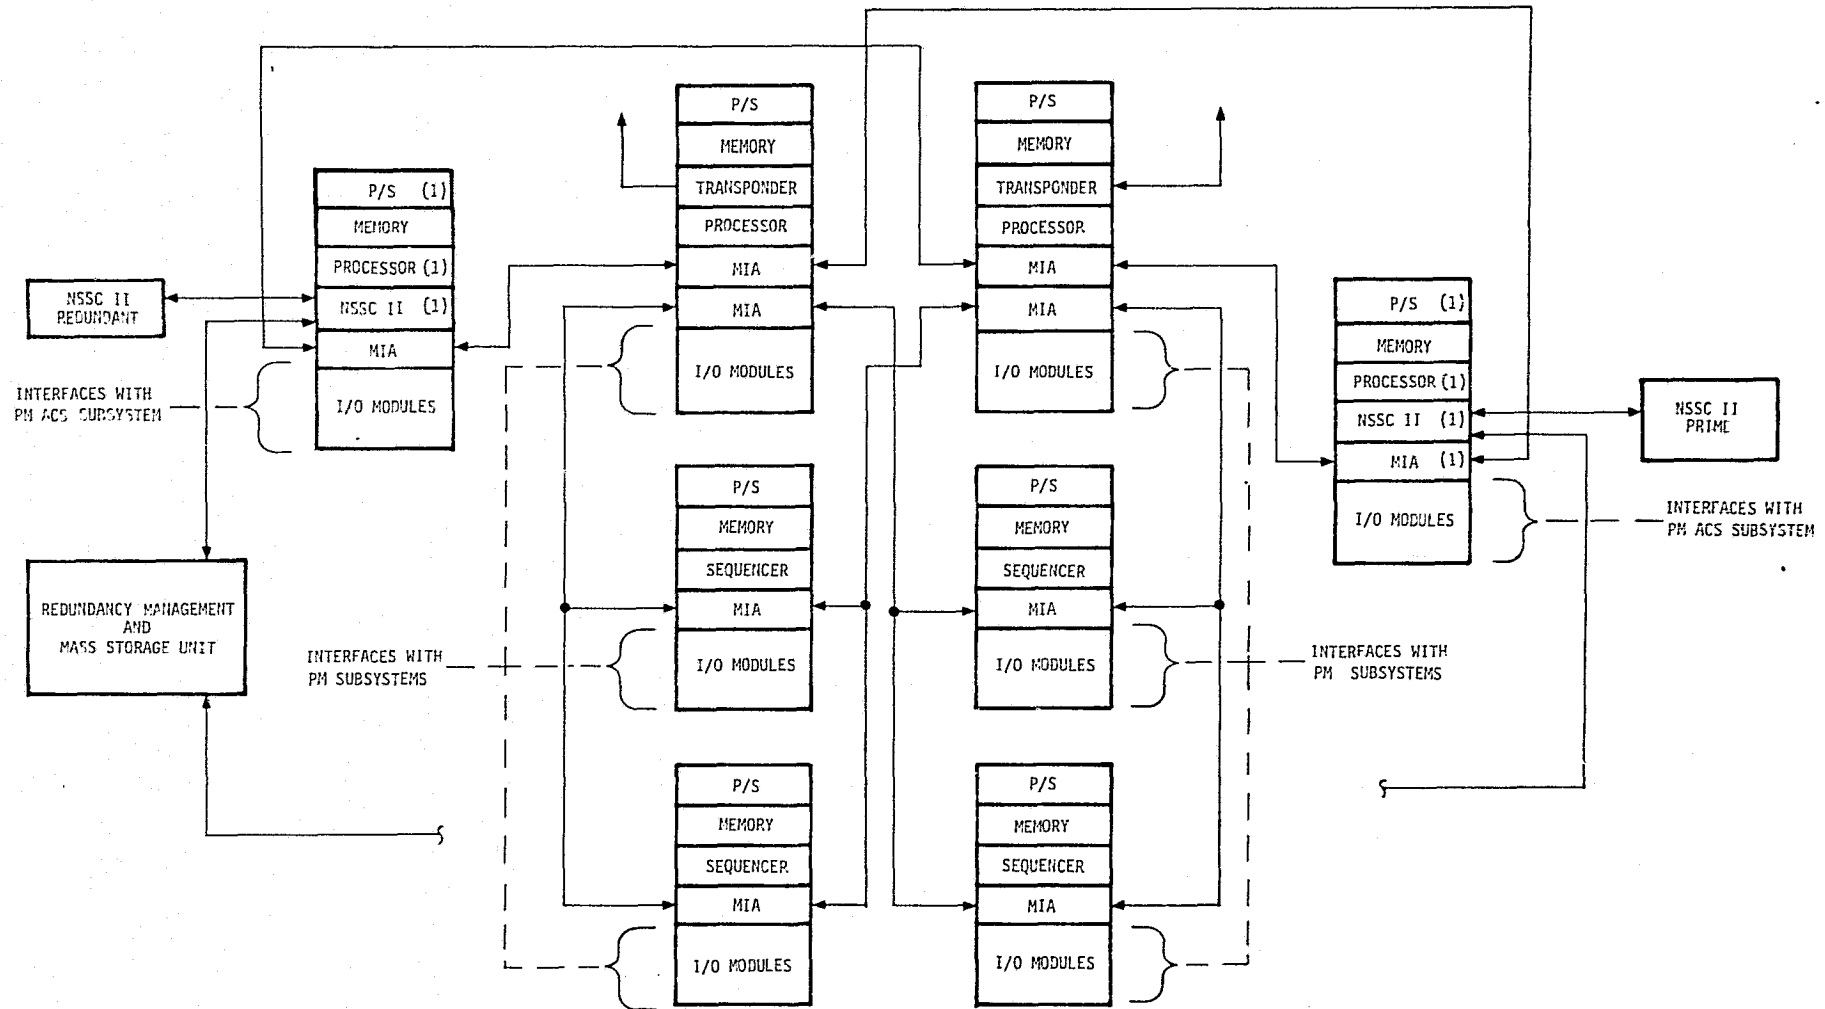 P/S
MEMORY
TRANSPONDER
PROCESSOR
MIA
MIA
I/O MODULES
P/S
MEMORY
TRANSPONDER
PROCESSOR
MIA
MIA
I/O MODULES
P/S (1)
MEMORY
PROCESSOR (1)
NSSC II (1)
MIA
I/O MODULES
NSSC II
REDUNDANT
INTERFACES WITH
PM ACS SUBSYSTEM
P/S (1)
MEMORY
PROCESSOR (1)
NSSC II (1)
MIA (1)
I/O MODULES
NSSC II
PRIME
INTERFACES WITH
PM ACS SUBSYSTEM
REDUNDANCY MANAGEMENT
AND
MASS STORAGE UNIT
P/S
MEMORY
SEQUENCER
MIA
I/O MODULES
INTERFACES WITH
PM SUBSYSTEMS
P/S
MEMORY
SEQUENCER
MIA
I/O MODULES
INTERFACES WITH
PM SUBSYSTEMS
P/S
MEMORY
SEQUENCER
MIA
I/O MODULES
P/S
MEMORY
SEQUENCER
MIA
I/O MODULES